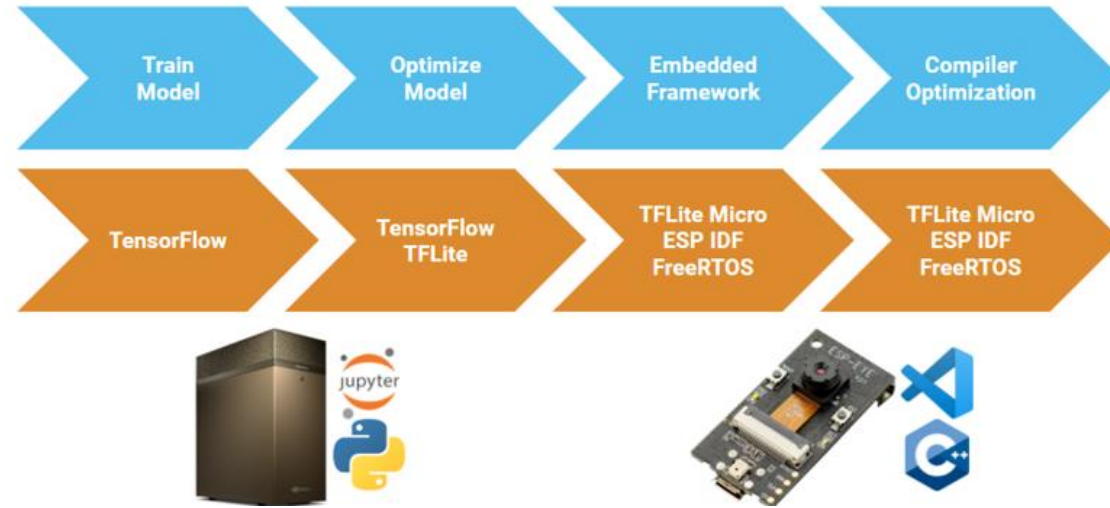 Train
Model
Optimize
Model
Embedded
Framework
Compiler
Optimization
TensorFlow
TensorFlow
TFLite
TFLite Micro
ESP IDF
FreeRTOS
TFLite Micro
ESP IDF
FreeRTOS
jupyter
ESP-EYE
C++